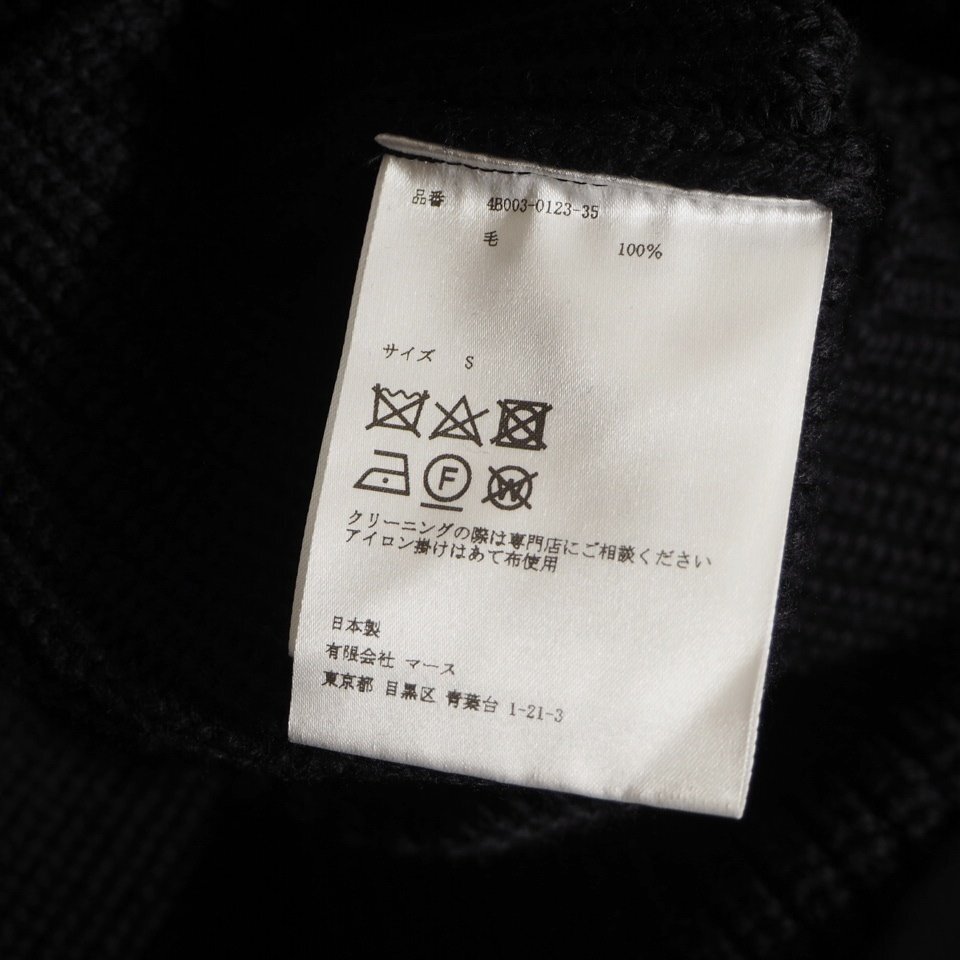 品番 4B003-0123-35
毛 100%
サイズ S
F
W
クリーニングの際は専門店にご相談ください
アイロン掛けはあて布使用
日本製
有限会社 マース
東京都 目黒区 青葉台 1-21-3